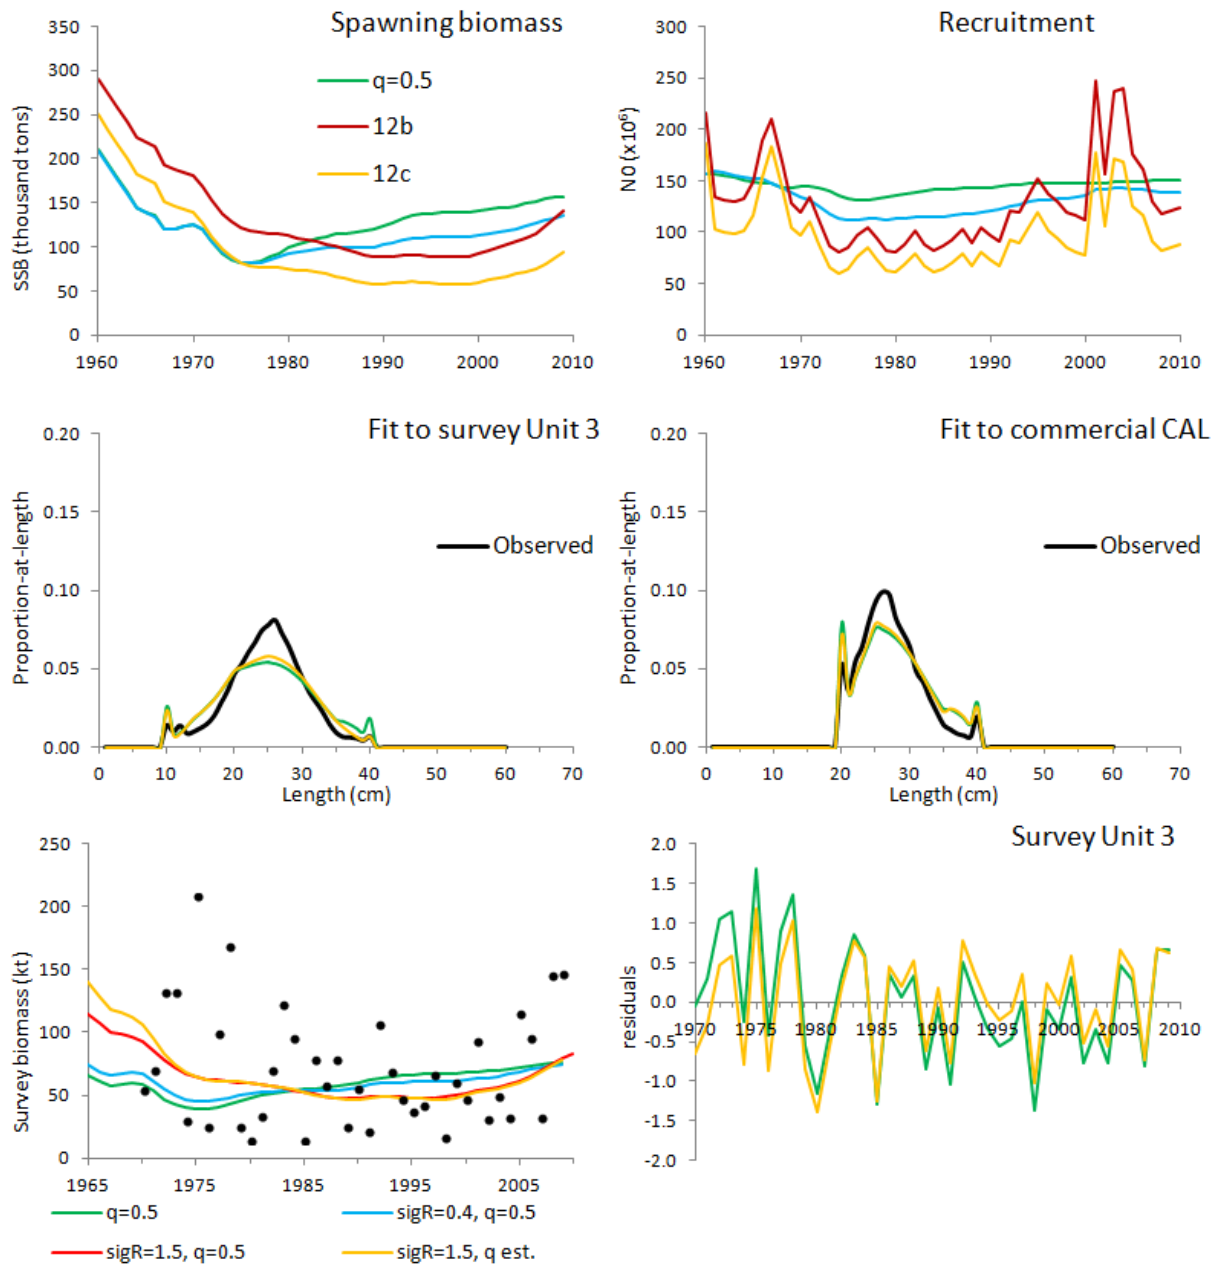 Spawning biomass
SSB (thousand tons)
350
300
250
200
150
100
50
0
1960 1970 1980 1990 2000 2010
q=0.5
12b
12c
Recruitment
N0 (x10⁶)
300
250
200
150
100
50
0
1960 1970 1980 1990 2000 2010
Fit to survey Unit 3
Proportion-at-length
0.20
0.15
0.10
0.05
0.00
Observed
0 10 20 30 40 50 60 70
Length (cm)
Fit to commercial CAL
Proportion-at-length
0.20
0.15
0.10
0.05
0.00
Observed
0 10 20 30 40 50 60 70
Length (cm)
Survey biomass (kt)
250
200
150
100
50
0
1965 1975 1985 1995 2005
q=0.5
sigR=0.4, q=0.5
sigR=1.5, q=0.5
sigR=1.5, q est.
Survey Unit 3
residuals
2.0
1.5
1.0
0.5
0.0
-0.5
-1.0
-1.5
-2.0
1970 1975 1980 1985 1990 1995 2000 2005 2010